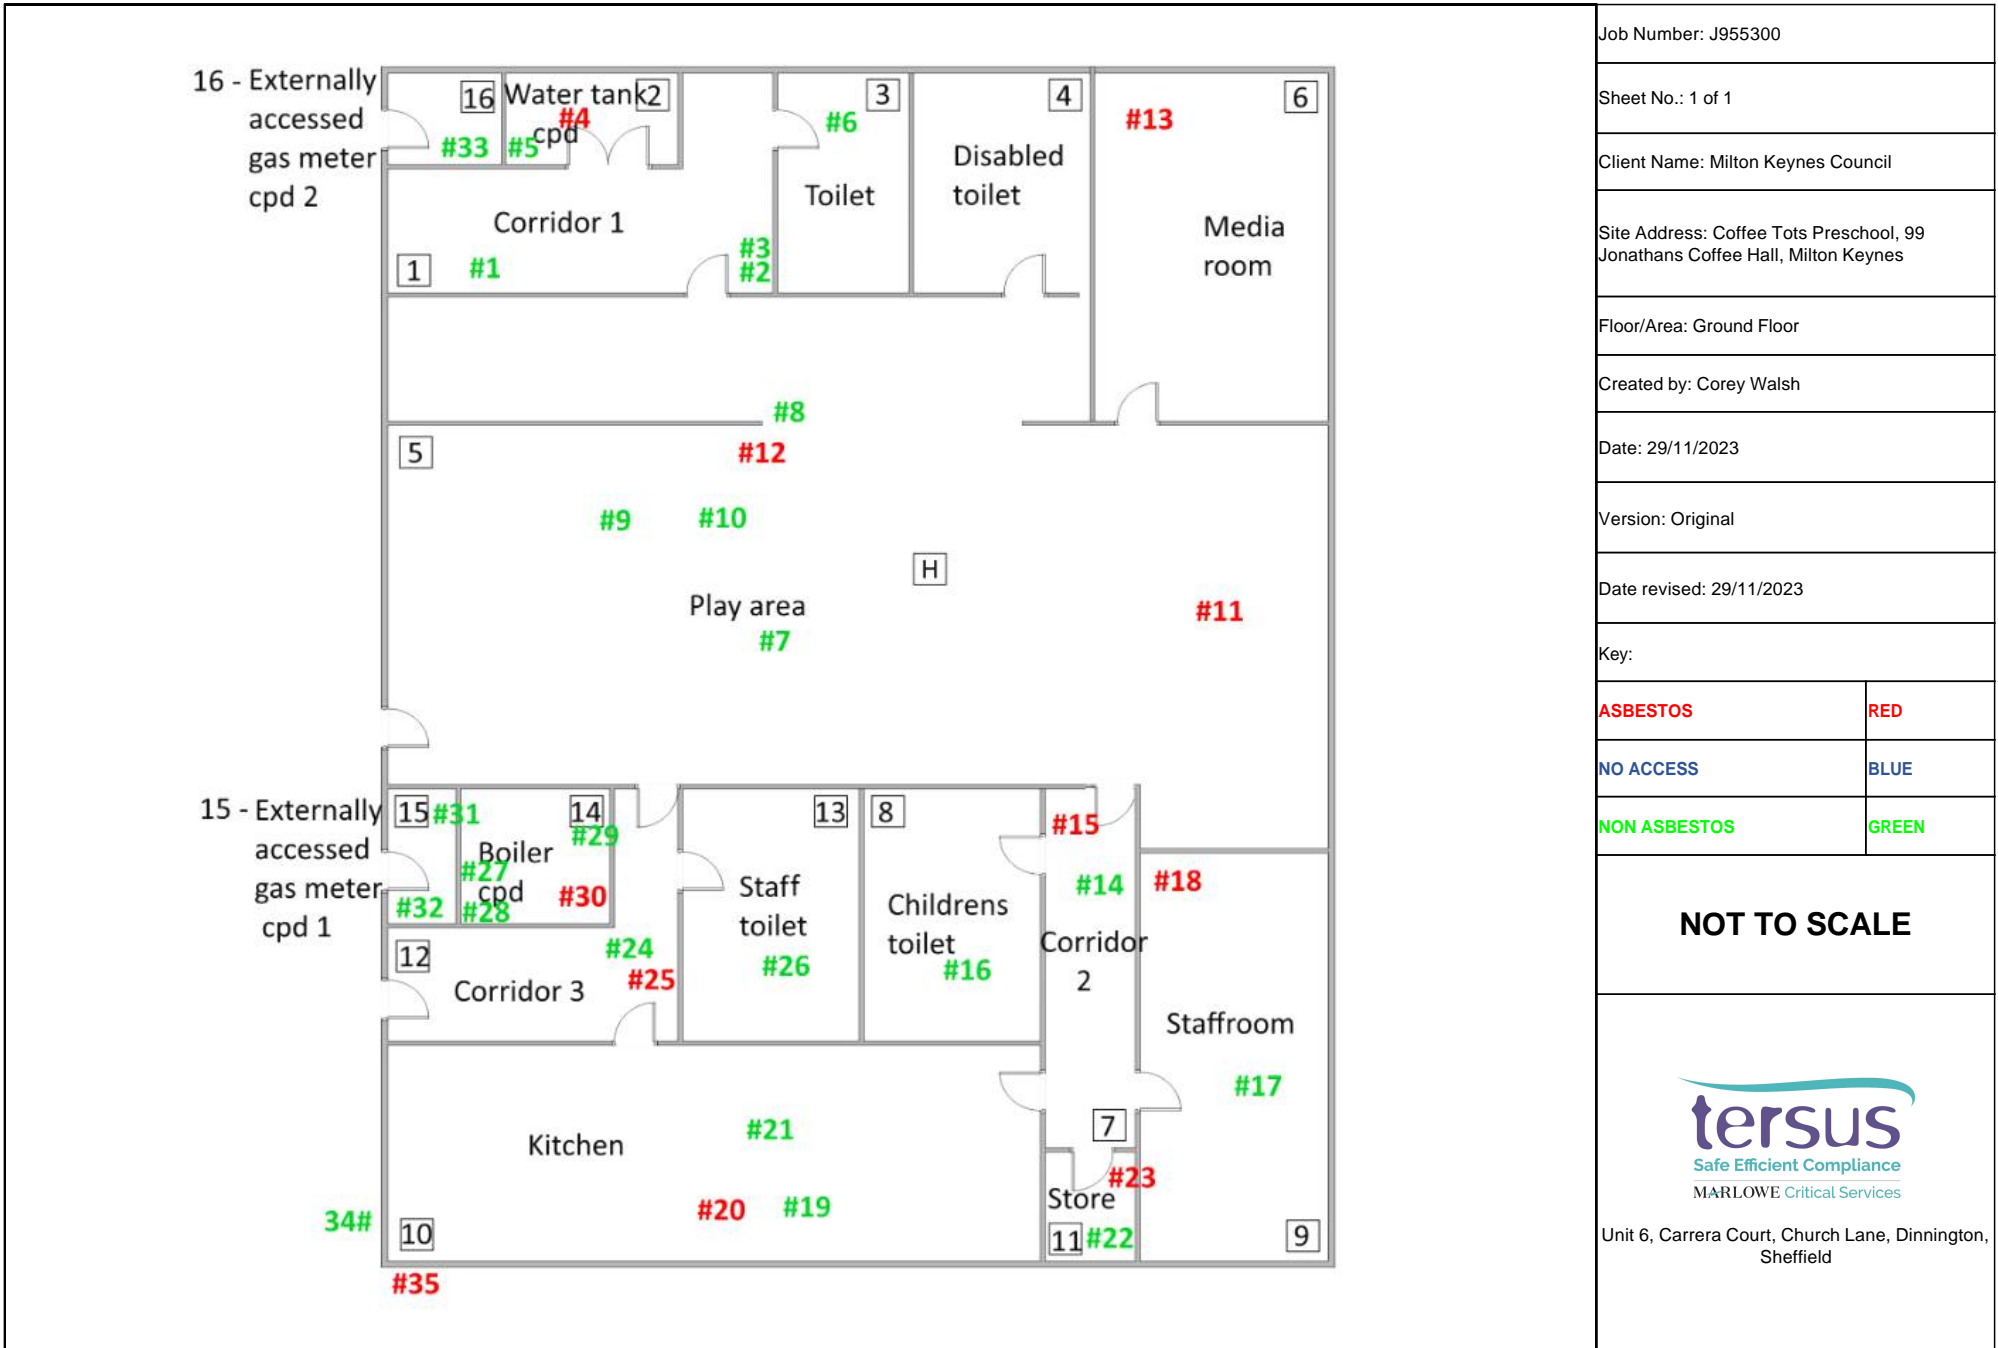 16 - Externally
accessed
gas meter
cpd 2
16
Water tank
2
#4
cpd
#33
#5
3
#6
Toilet
4
Disabled
toilet
#13
6
Media
room
Corridor 1
1
#1
#3
#2
#8
5
#12
#9
#10
H
Play area
#7
#11
15 - Externally
accessed
gas meter
cpd 1
15
#31
14
#29
Boiler
#27
cpd
#30
#32
#28
13
Staff
toilet
#26
8
Childrens
toilet
#16
#15
#14
Corridor
2
#18
Staffroom
#17
12
#24
#25
Corridor 3
Kitchen
#21
#20
#19
7
#23
Store
11
#22
9
34#
10
#35
Job Number: J955300
Sheet No.: 1 of 1
Client Name: Milton Keynes Council
Site Address: Coffee Tots Preschool, 99
Jonathans Coffee Hall, Milton Keynes
Floor/Area: Ground Floor
Created by: Corey Walsh
Date: 29/11/2023
Version: Original
Date revised: 29/11/2023
Key:
ASBESTOS RED
NO ACCESS BLUE
NON ASBESTOS GREEN
NOT TO SCALE
tersus
Safe Efficient Compliance
MARLOWE Critical Services
Unit 6, Carrera Court, Church Lane, Dinnington,
Sheffield